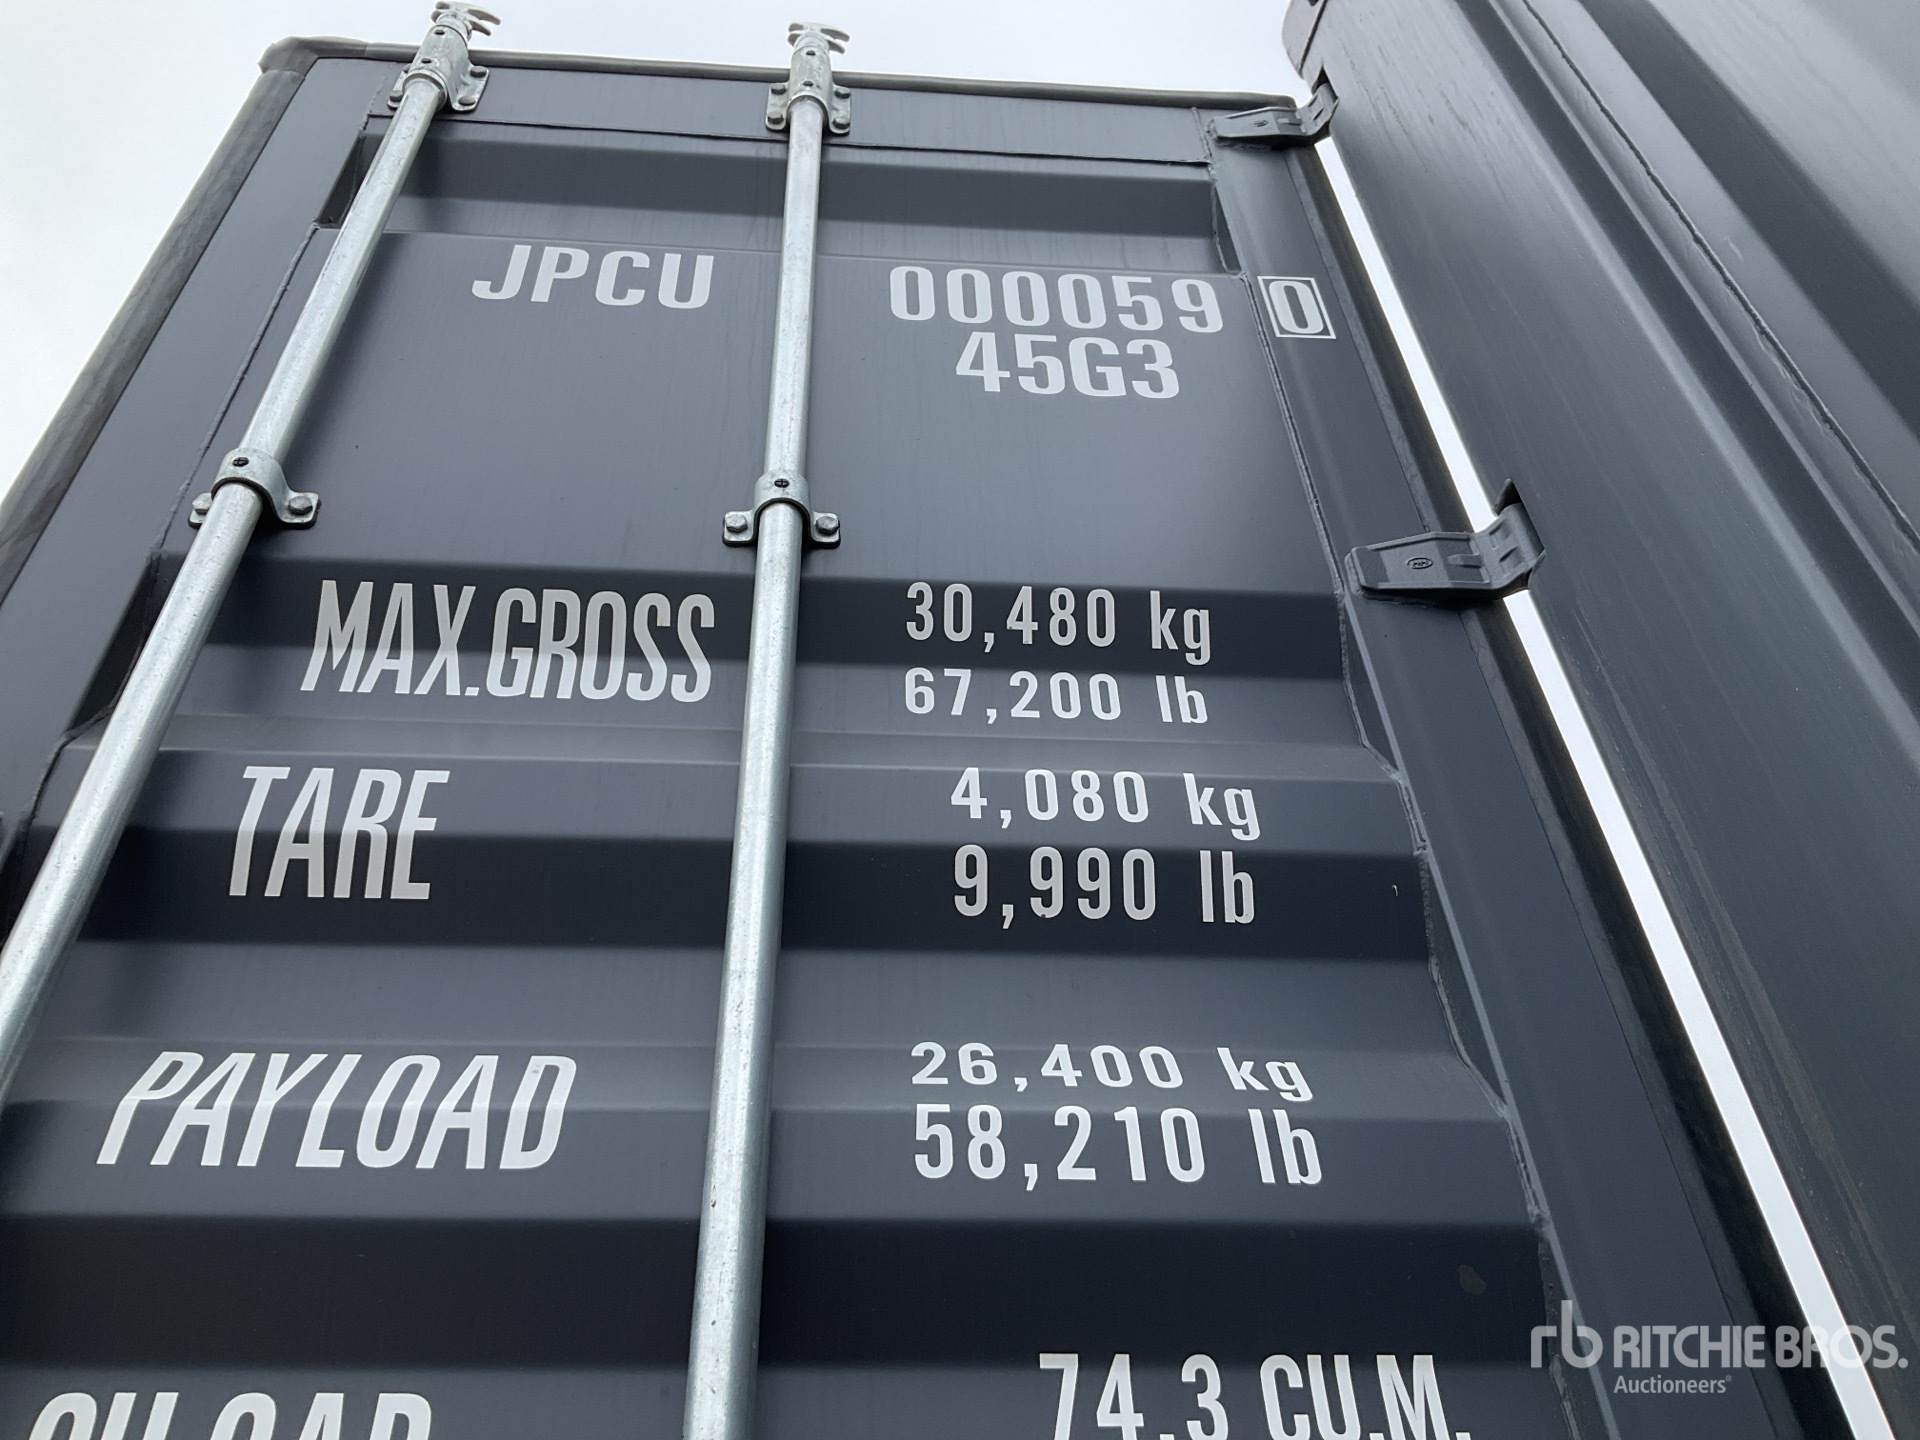 JPCU 000059 0
45G3
MAX.GROSS 30,480 kg
67,200 lb
TARE 4,080 kg
9,990 lb
PAYLOAD 26,400 kg
58,210 lb
74.3 CU.M.
rb RITCHIE BROS.
Auctioneers